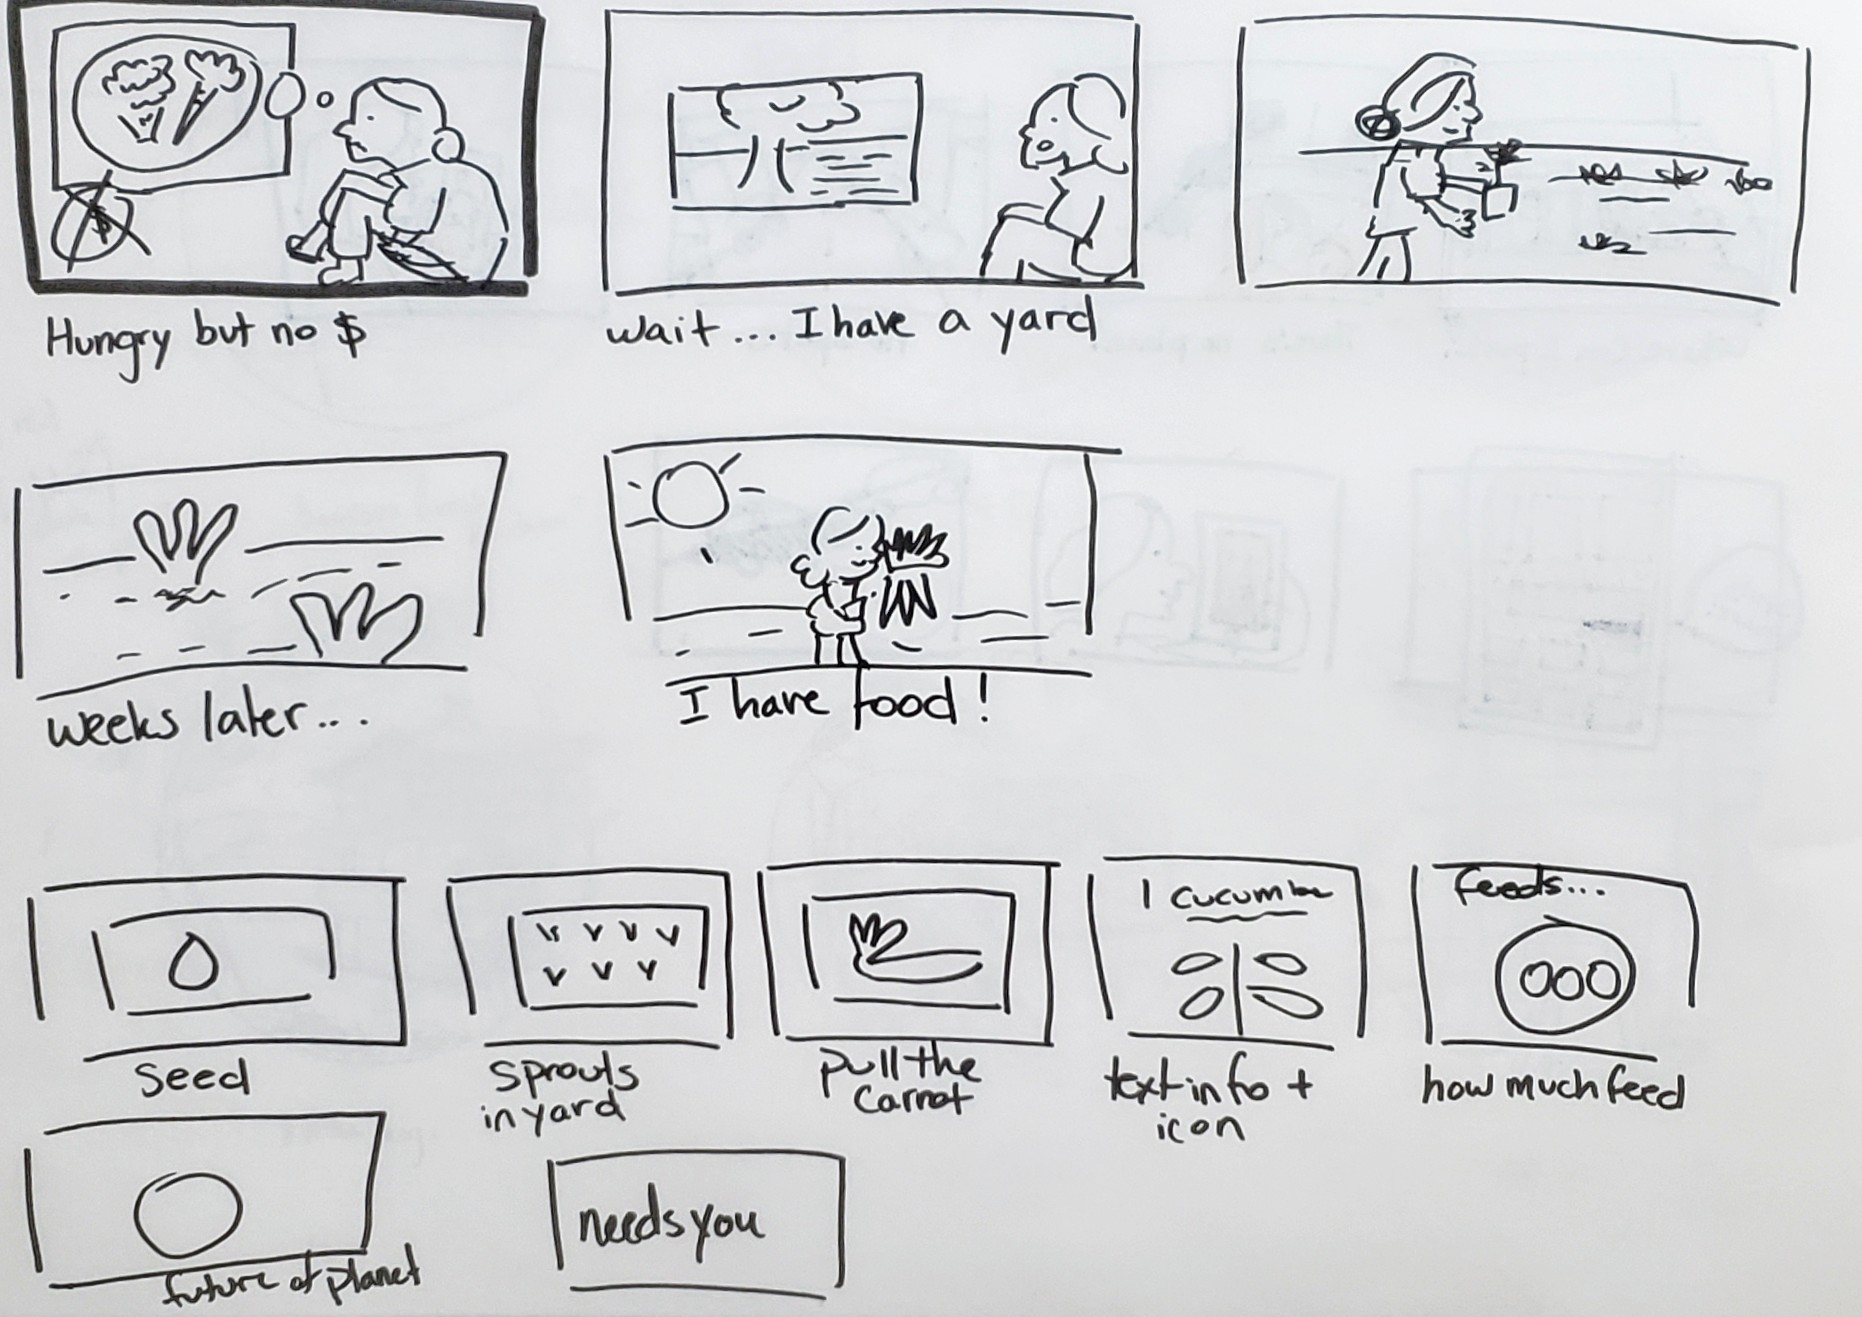 $
Hungry but no $
wait... I have a yard
weeks later...
I have food!
1 cucumber
feeds...
seed
sprouts
in yard
pull the
carrot
text info +
icon
how much feed
future of planet
needs you